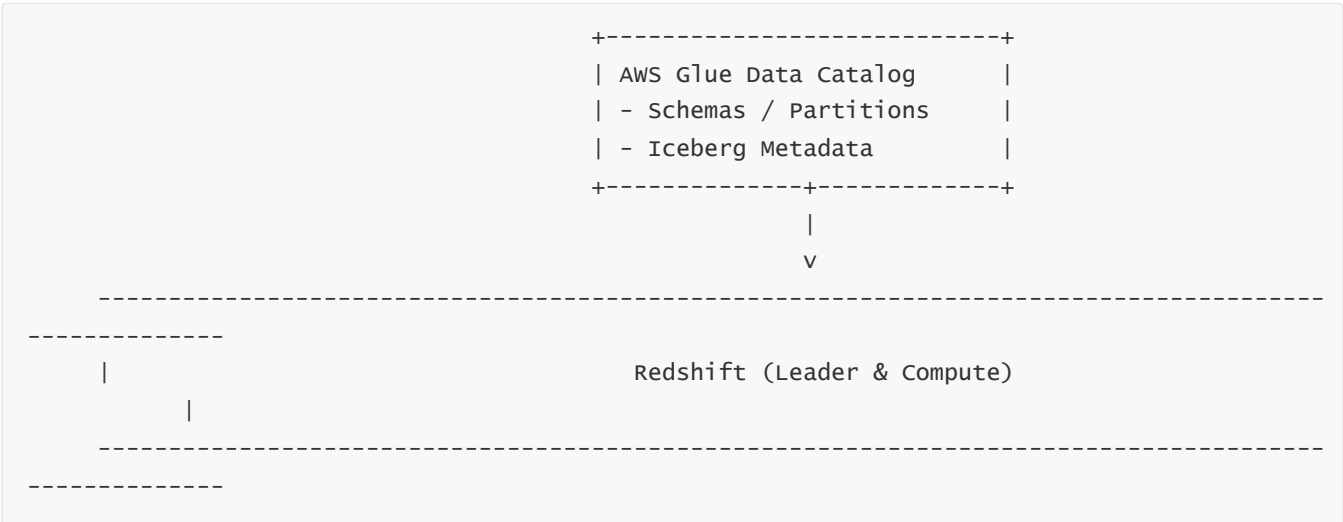 +----------------------------+
| AWS Glue Data Catalog      |
| - Schemas / Partitions     |
| - Iceberg Metadata         |
+--------------+-------------+
|
v
---------------------------------------------------------------------------------------
--------------
| Redshift (Leader & Compute)
|
---------------------------------------------------------------------------------------
--------------